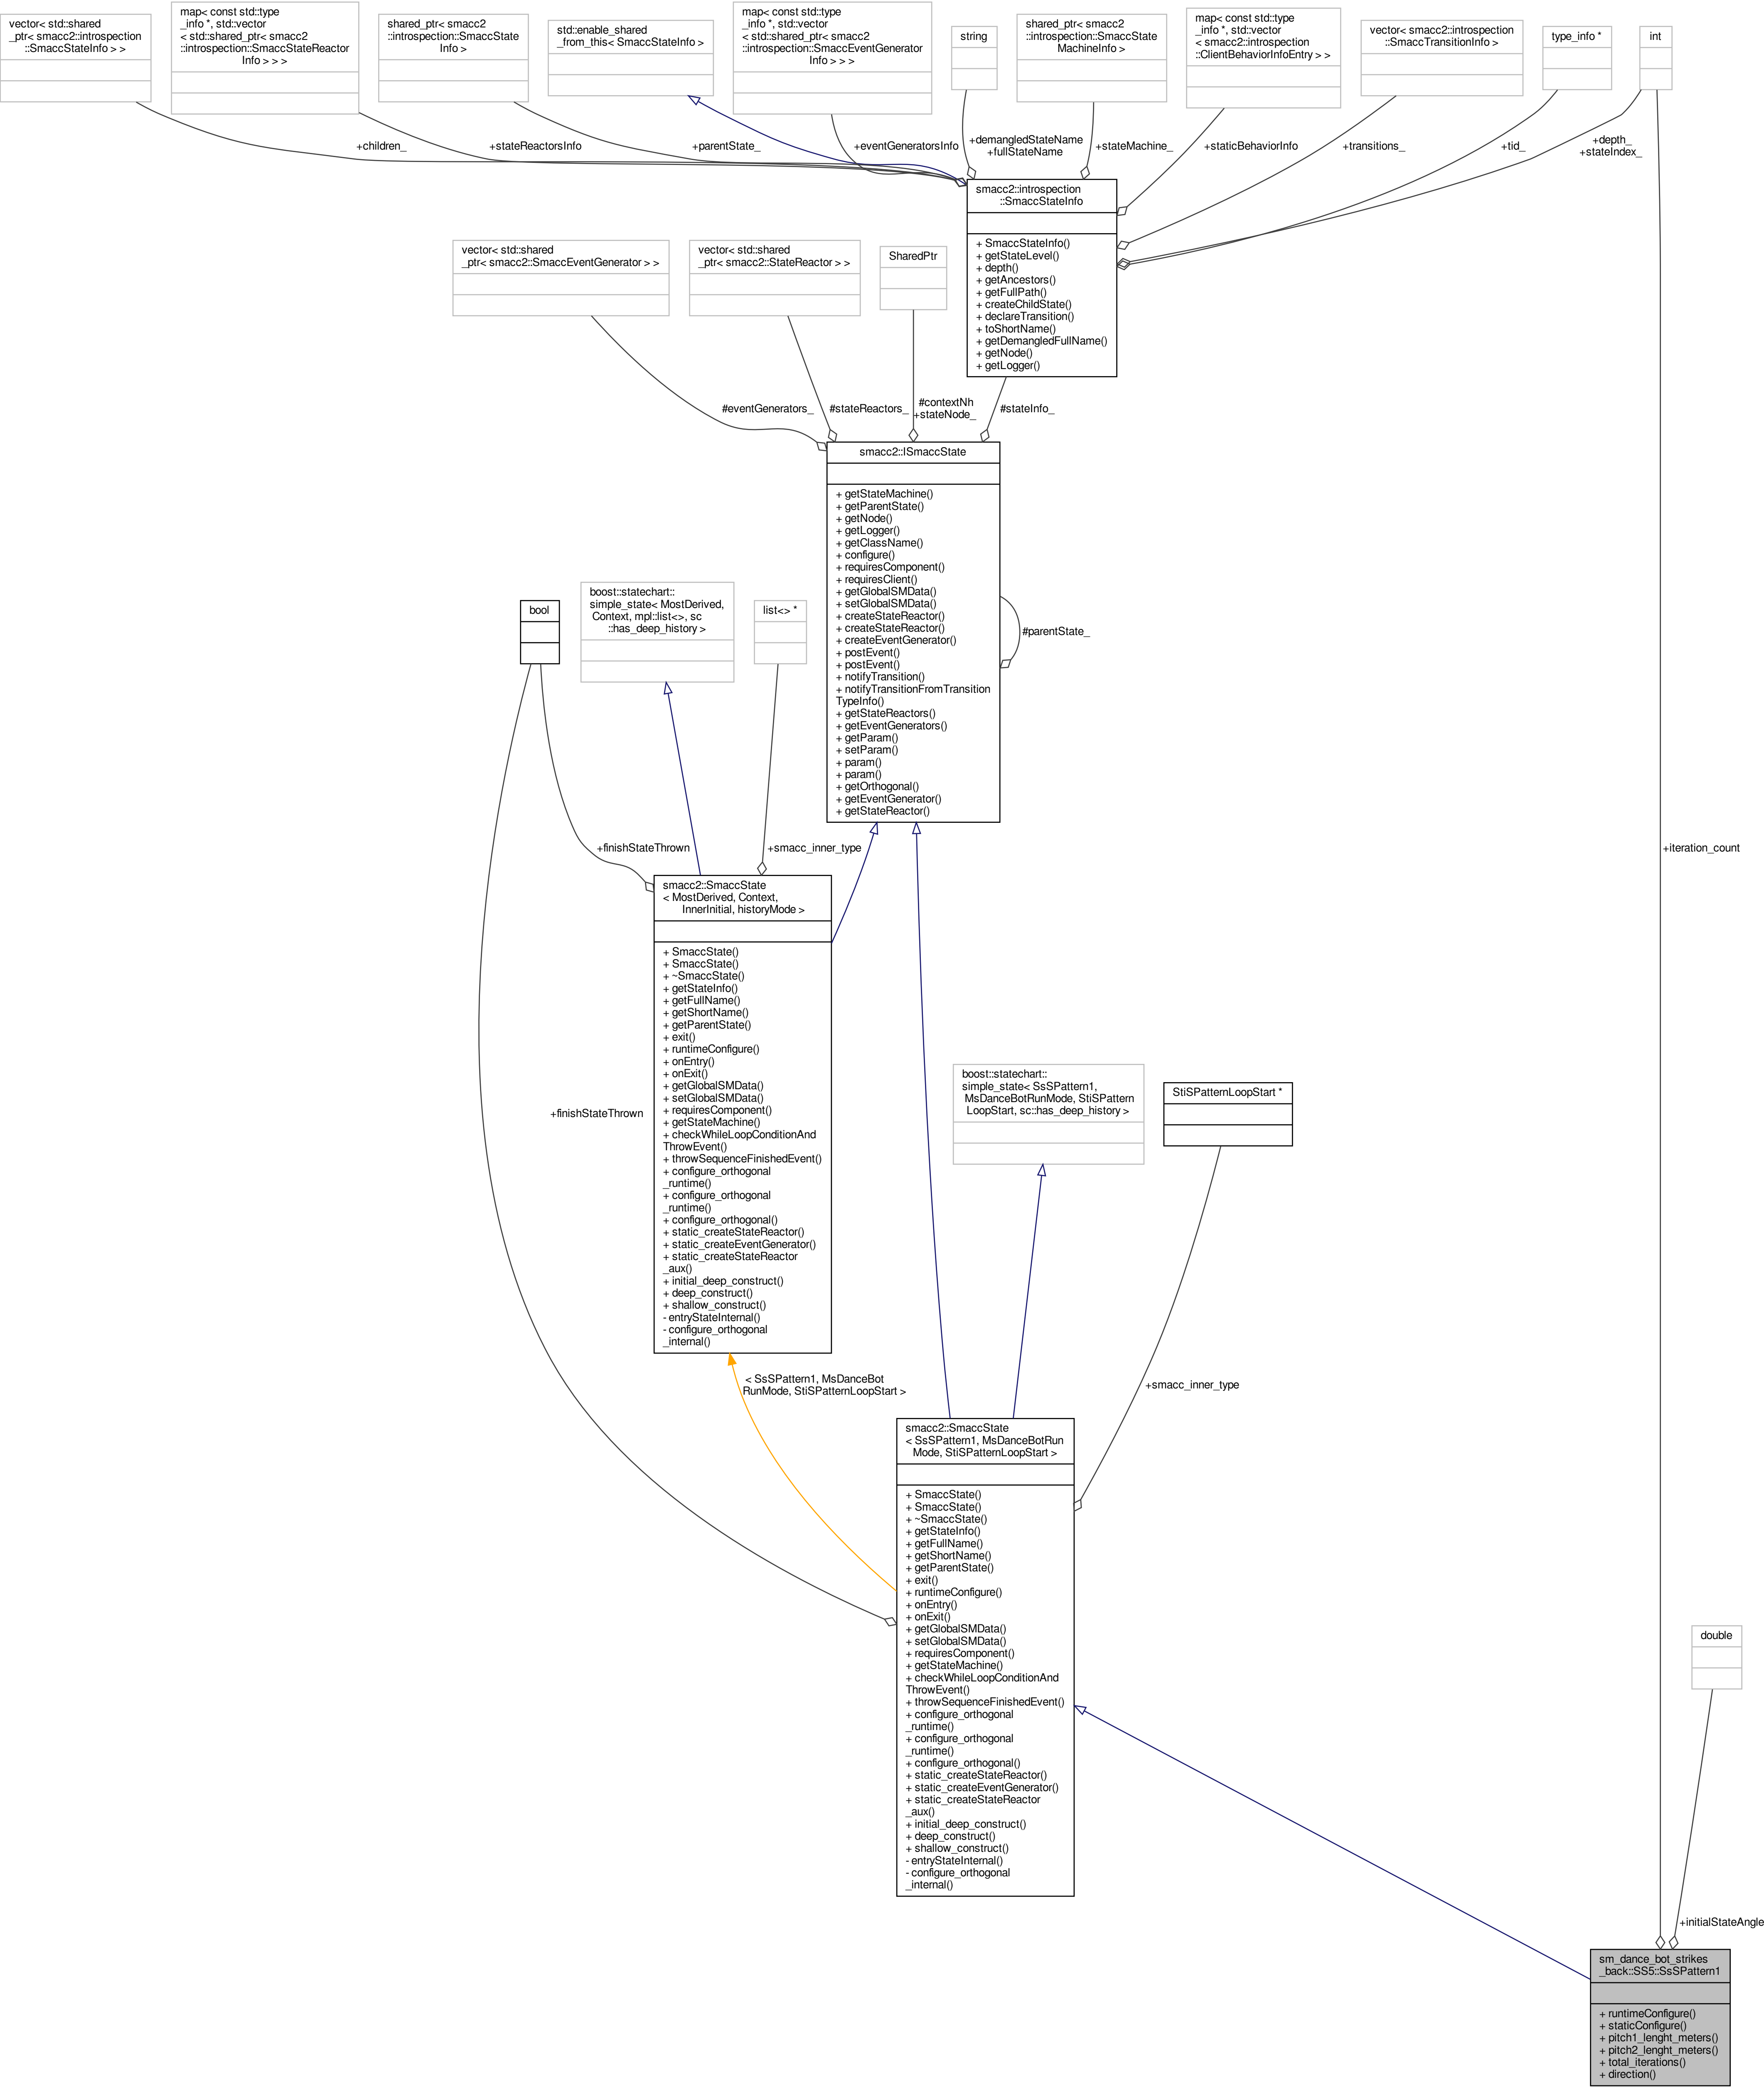 vector< std::shared
_ptr< smacc2::introspection
::SmaccStateInfo > >
map< const std::type
_info *, std::vector
< std::shared_ptr< smacc2
::introspection::SmaccStateReactor
Info > > >
shared_ptr< smacc2
::introspection::SmaccState
Info >
std::enable_shared
_from_this< SmaccStateInfo >
map< const std::type
_info *, std::vector
< std::shared_ptr< smacc2
::introspection::SmaccEventGenerator
Info > > >
string
shared_ptr< smacc2
::introspection::SmaccState
MachineInfo >
map< const std::type
_info *, std::vector
< smacc2::introspection
::ClientBehaviorInfoEntry > >
vector< smacc2::introspection
::SmaccTransitionInfo >
type_info *
int
+children_
+stateReactorsInfo
+parentState_
+eventGeneratorsInfo
+demangledStateName
+fullStateName
+stateMachine_
+staticBehaviorInfo
+transitions_
+tid_
+depth_
+stateIndex_
smacc2::introspection
::SmaccStateInfo
+ SmaccStateInfo()
+ getStateLevel()
+ depth()
+ getAncestors()
+ getFullPath()
+ createChildState()
+ declareTransition()
+ toShortName()
+ getDemangledFullName()
+ getNode()
+ getLogger()
vector< std::shared
_ptr< smacc2::SmaccEventGenerator > >
vector< std::shared
_ptr< smacc2::StateReactor > >
SharedPtr
#eventGenerators_
#stateReactors_
#contextNh
+stateNode_
#stateInfo_
smacc2::ISmaccState
+ getStateMachine()
+ getParentState()
+ getNode()
+ getLogger()
+ getClassName()
+ configure()
+ requiresComponent()
+ requiresClient()
+ getGlobalSMData()
+ setGlobalSMData()
+ createStateReactor()
+ createStateReactor()
+ createEventGenerator()
+ postEvent()
+ postEvent()
+ notifyTransition()
+ notifyTransitionFromTransition
TypeInfo()
+ getStateReactors()
+ getEventGenerators()
+ getParam()
+ setParam()
+ param()
+ param()
+ getOrthogonal()
+ getEventGenerator()
+ getStateReactor()
#parentState_
bool
boost::statechart::
simple_state< MostDerived,
Context, mpl::list<>, sc
::has_deep_history >
list<> *
+finishStateThrown
+smacc_inner_type
+iteration_count
smacc2::SmaccState
< MostDerived, Context,
InnerInitial, historyMode >
+ SmaccState()
+ SmaccState()
+ ~SmaccState()
+ getStateInfo()
+ getFullName()
+ getShortName()
+ getParentState()
+ exit()
+ runtimeConfigure()
+ onEntry()
+ onExit()
+ getGlobalSMData()
+ setGlobalSMData()
+ requiresComponent()
+ getStateMachine()
+ checkWhileLoopConditionAnd
ThrowEvent()
+ throwSequenceFinishedEvent()
+ configure_orthogonal
_runtime()
+ configure_orthogonal
_runtime()
+ configure_orthogonal()
+ static_createStateReactor()
+ static_createEventGenerator()
+ static_createStateReactor
_aux()
+ initial_deep_construct()
+ deep_construct()
+ shallow_construct()
- entryStateInternal()
- configure_orthogonal
_internal()
+finishStateThrown
boost::statechart::
simple_state< SsSPattern1,
MsDanceBotRunMode, StiSPattern
LoopStart, sc::has_deep_history >
StiSPatternLoopStart *
< SsSPattern1, MsDanceBot
RunMode, StiSPatternLoopStart >
+smacc_inner_type
smacc2::SmaccState
< SsSPattern1, MsDanceBotRun
Mode, StiSPatternLoopStart >
+ SmaccState()
+ SmaccState()
+ ~SmaccState()
+ getStateInfo()
+ getFullName()
+ getShortName()
+ getParentState()
+ exit()
+ runtimeConfigure()
+ onEntry()
+ onExit()
+ getGlobalSMData()
+ setGlobalSMData()
+ requiresComponent()
+ getStateMachine()
+ checkWhileLoopConditionAnd
ThrowEvent()
+ throwSequenceFinishedEvent()
+ configure_orthogonal
_runtime()
+ configure_orthogonal
_runtime()
+ configure_orthogonal()
+ static_createStateReactor()
+ static_createEventGenerator()
+ static_createStateReactor
_aux()
+ initial_deep_construct()
+ deep_construct()
+ shallow_construct()
- entryStateInternal()
- configure_orthogonal
_internal()
double
+initialStateAngle
sm_dance_bot_strikes
_back::SS5::SsSPattern1
+ runtimeConfigure()
+ staticConfigure()
+ pitch1_lenght_meters()
+ pitch2_lenght_meters()
+ total_iterations()
+ direction()